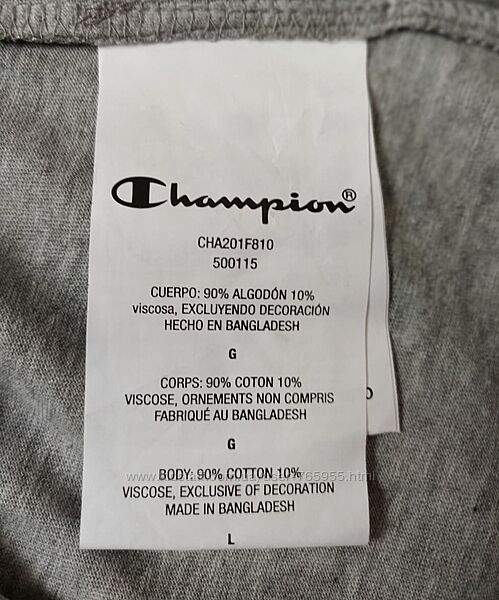 Champion®
CHA201F810
500115
CUERPO: 90% ALGODÓN 10%
viscosa, EXCLUYENDO DECORACIÓN
HECHO EN BANGLADESH
G
CORPS: 90% COTON 10%
VISCOSE, ORNEMENTS NON COMPRIS
FABRIQUÉ AU BANGLADESH
G
BODY: 90% COTTON 10%
VISCOSE, EXCLUSIVE OF DECORATION
MADE IN BANGLADESH
L